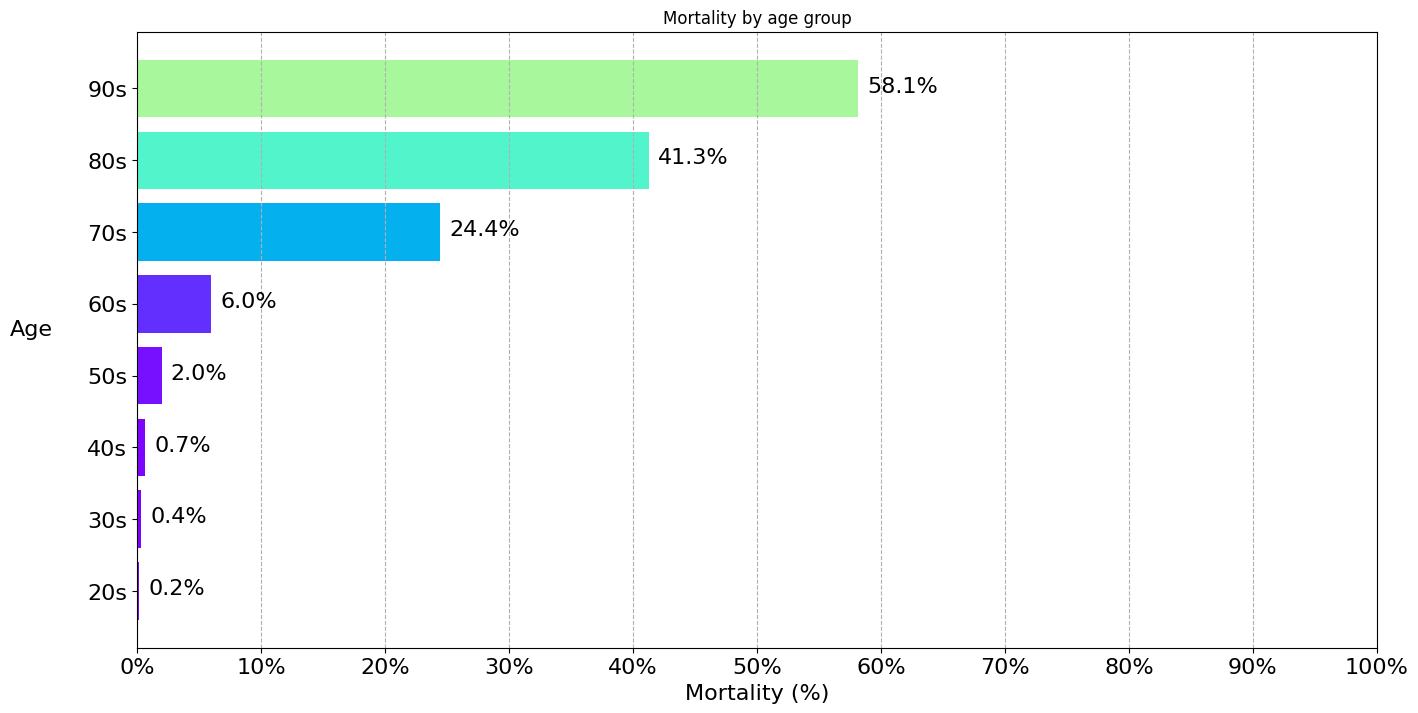 Mortality by age group
90s 58.1%
80s 41.3%
70s 24.4%
60s 6.0%
Age
50s 2.0%
40s 0.7%
30s 0.4%
20s 0.2%
0% 10% 20% 30% 40% 50% 60% 70% 80% 90% 100%
Mortality (%)